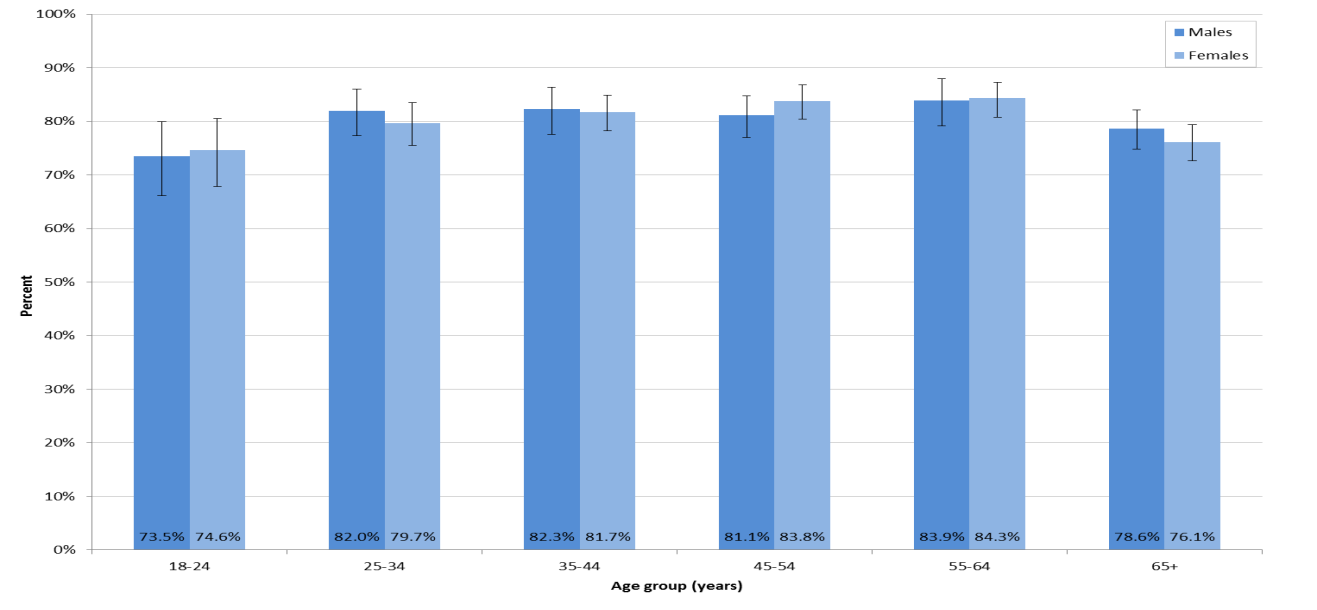 100%
90%
80%
70%
60%
50%
40%
30%
20%
10%
0%
Percent
Males
Females
73.5% 74.6% 82.0% 79.7% 82.3% 81.7% 81.1% 83.8% 83.9% 84.3% 78.6% 76.1%
18-24 25-34 35-44 45-54 55-64 65+
Age group (years)